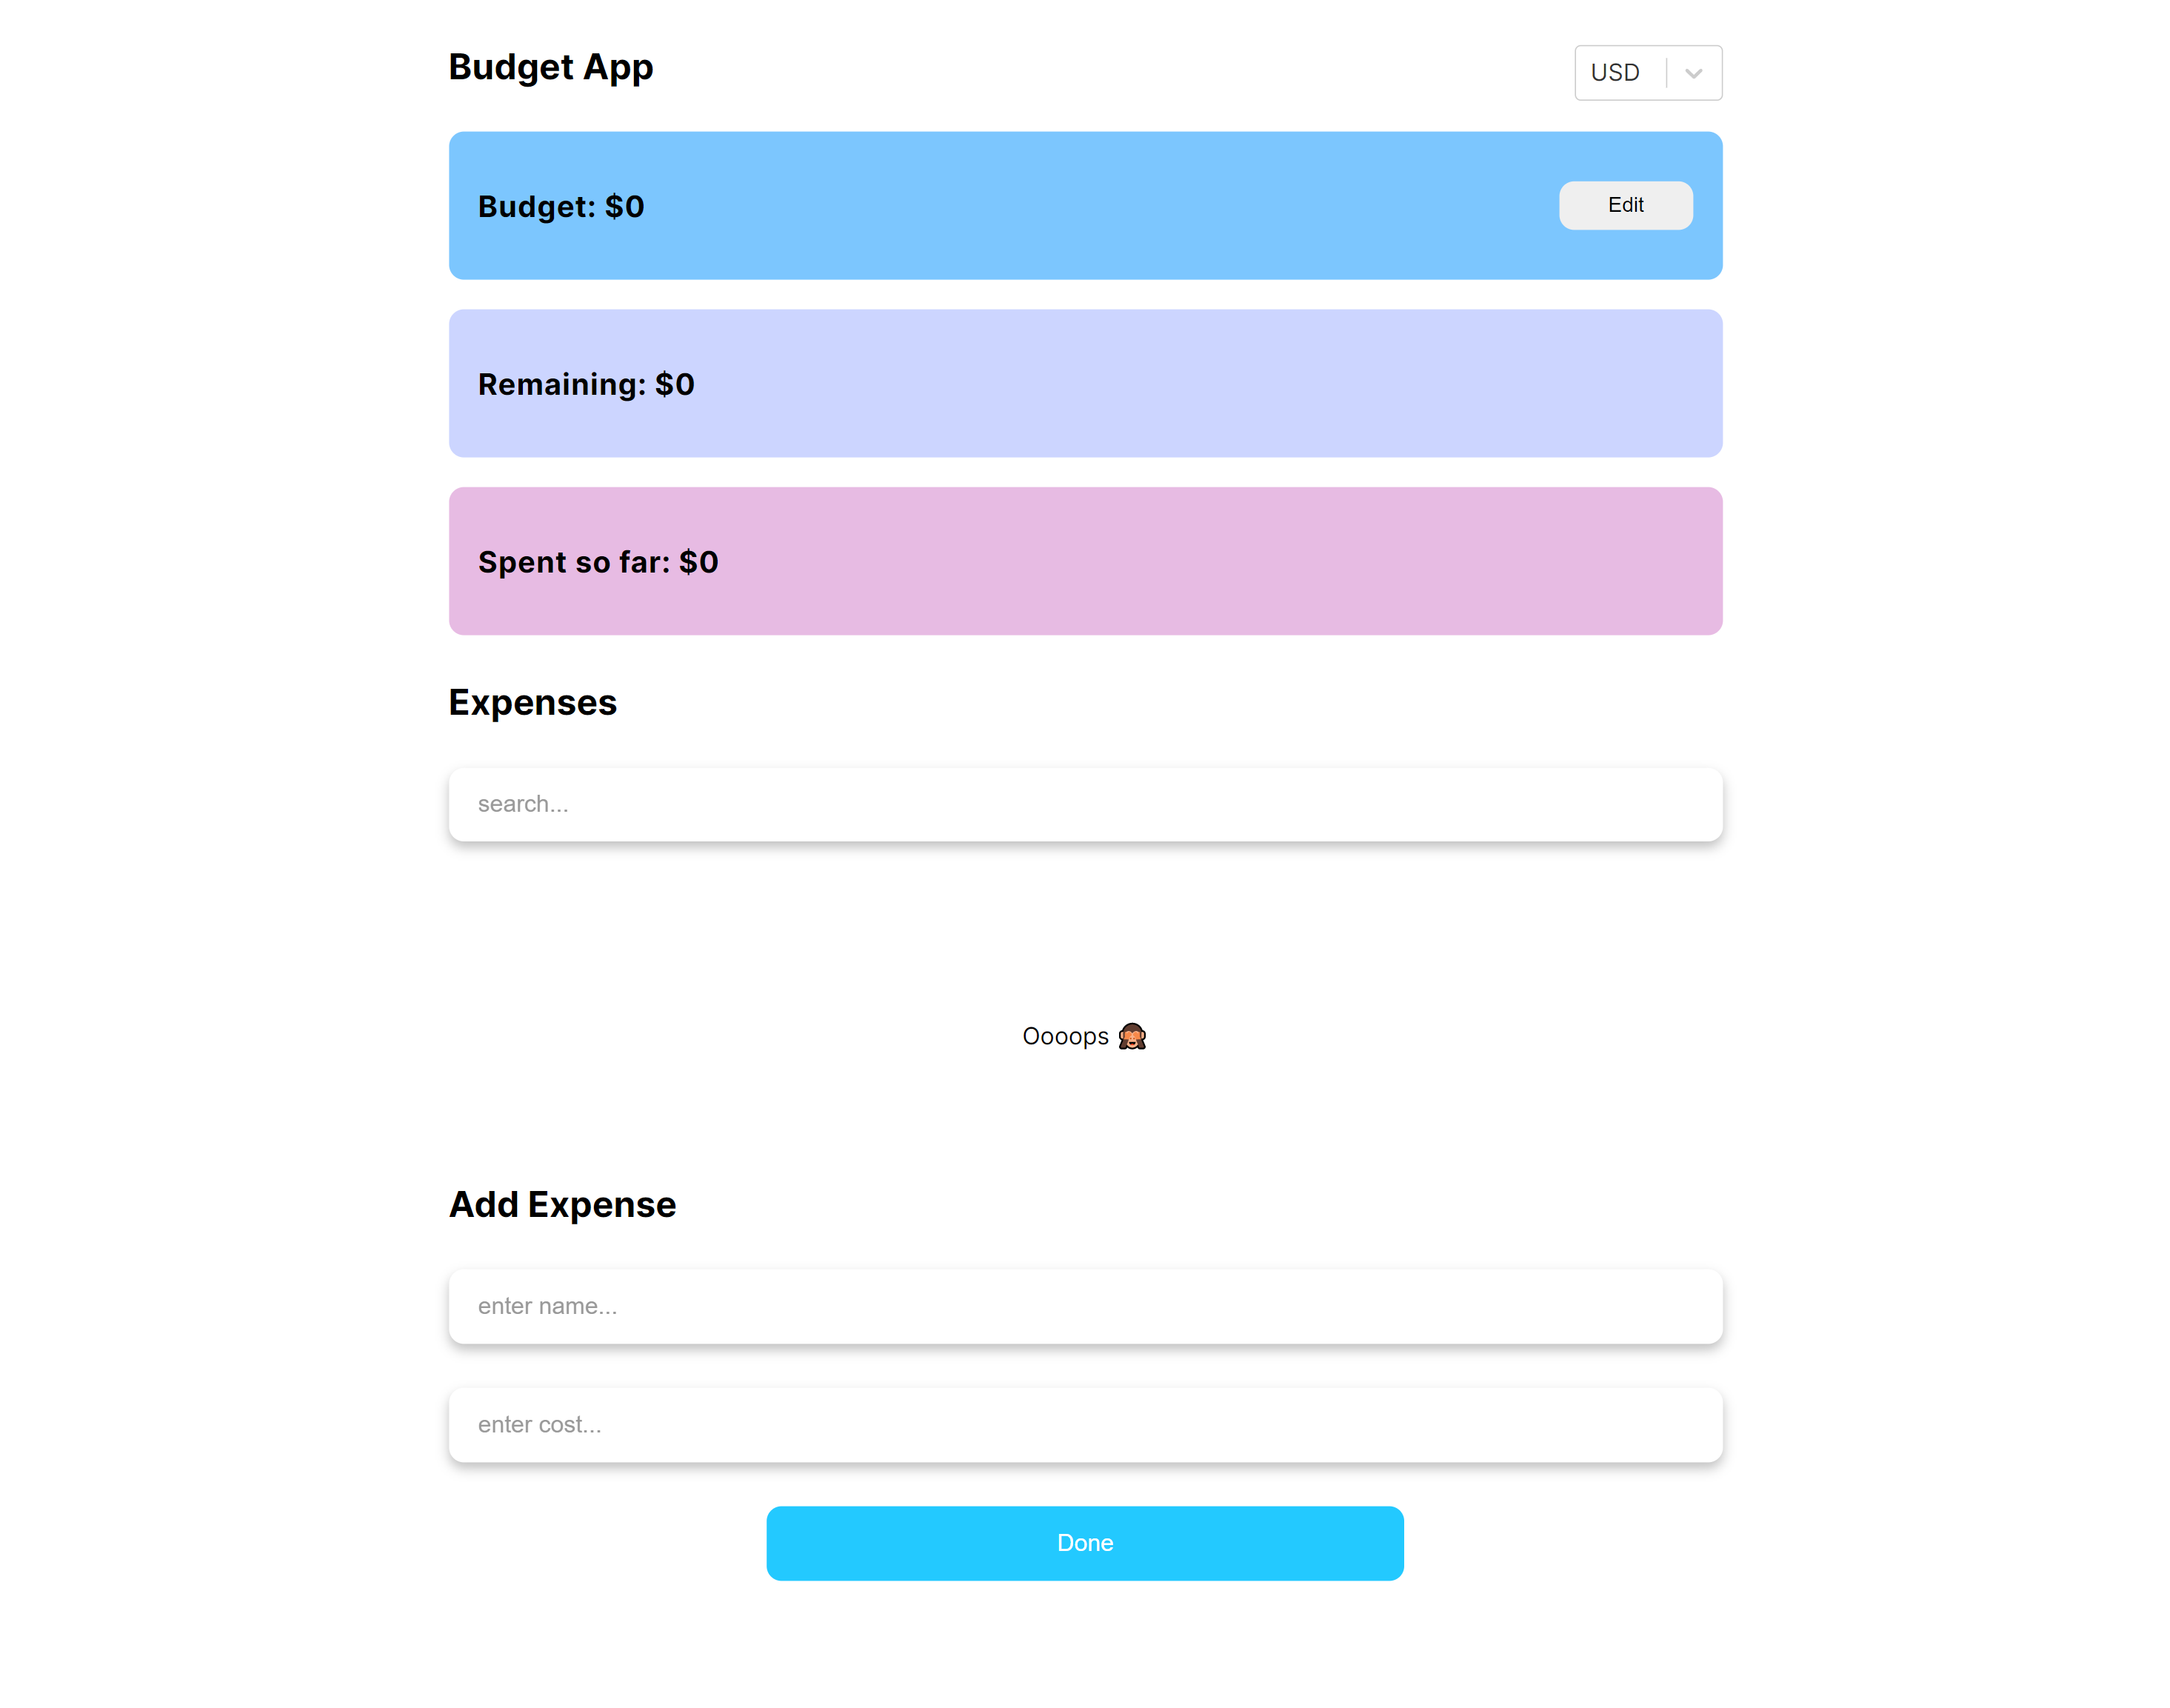 Budget App
USD
Budget: $0
Edit
Remaining: $0
Spent so far: $0
Expenses
search...
Oooops 🙈
Add Expense
enter name...
enter cost...
Done